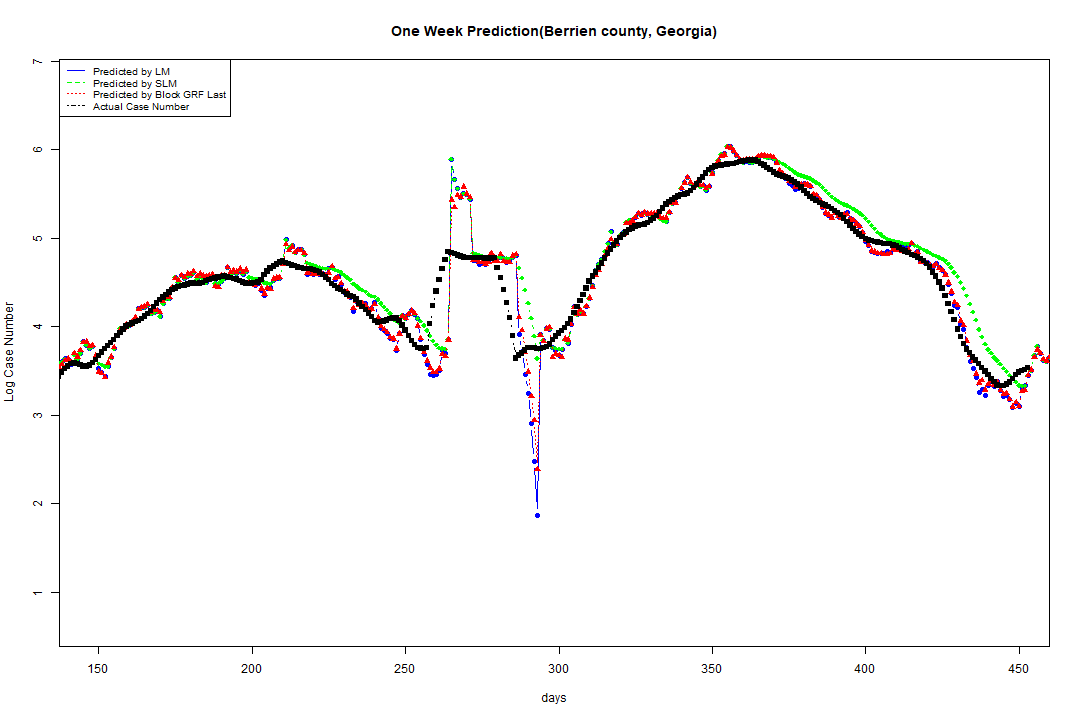 One Week Prediction(Berrien county, Georgia)
Predicted by LM
Predicted by SLM
Predicted by Block GRF Last
Actual Case Number
Log Case Number
7
6
5
4
3
2
1
150 200 250 300 350 400 450
days